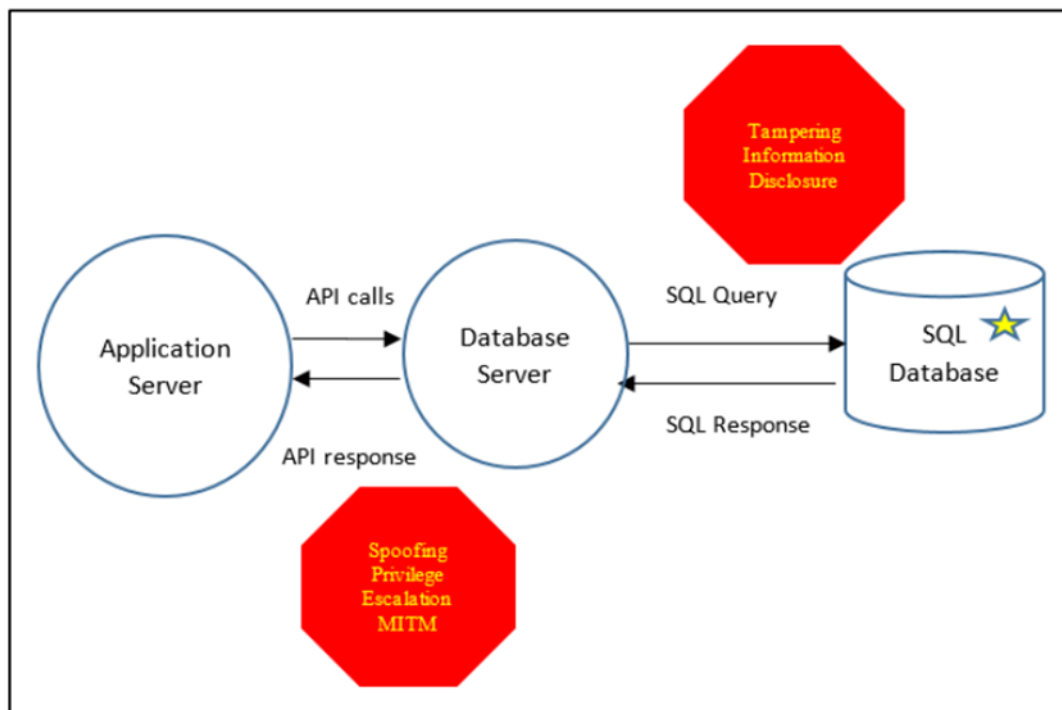 Tampering
Information
Disclosure
API calls
SQL Query
Application
Server
Database
Server
SQL
Database
API response
SQL Response
Spoofing
Privilege
Escalation
MITM